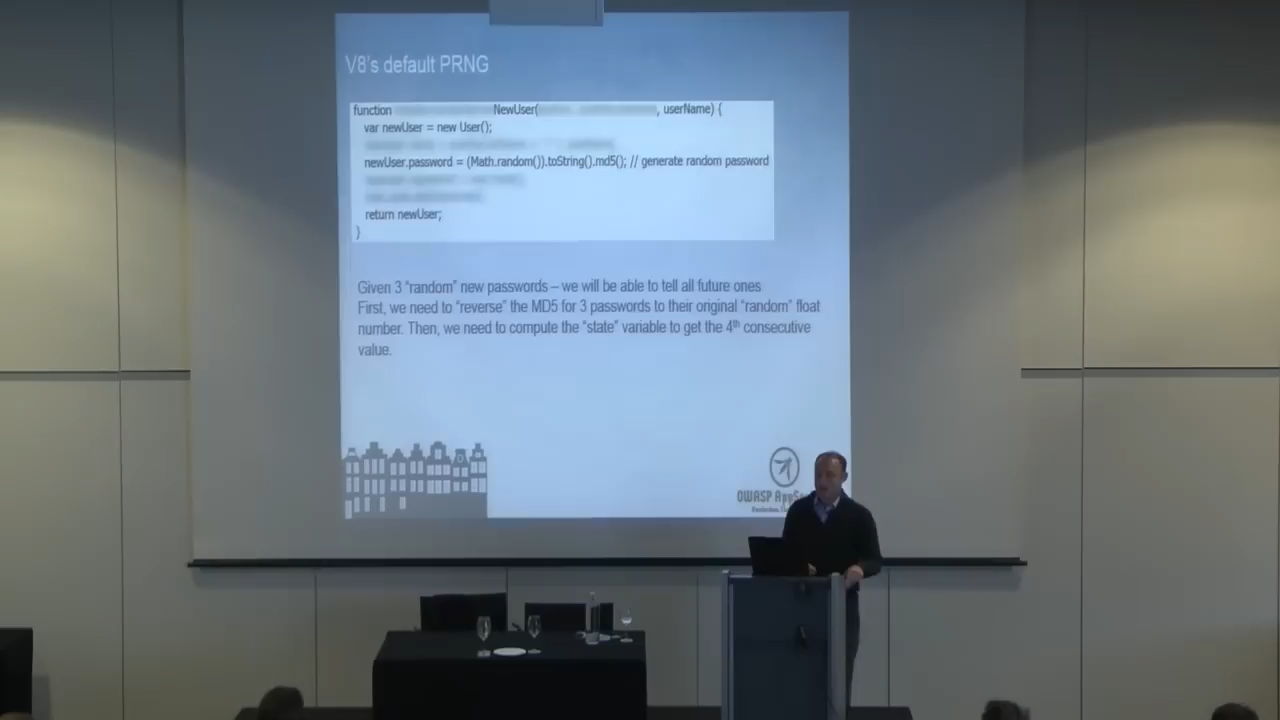 V8's default PRNG
function NewUser( , userName) {
var newUser = new User();
newUser.password = (Math.random()).toString().md5(); // generate random password
return newUser;
}
Given 3 "random" new passwords – we will be able to tell all future ones
First, we need to "reverse" the MD5 for 3 passwords to their original "random" float
number. Then, we need to compute the "state" variable to get the 4th consecutive
value.
OWASP